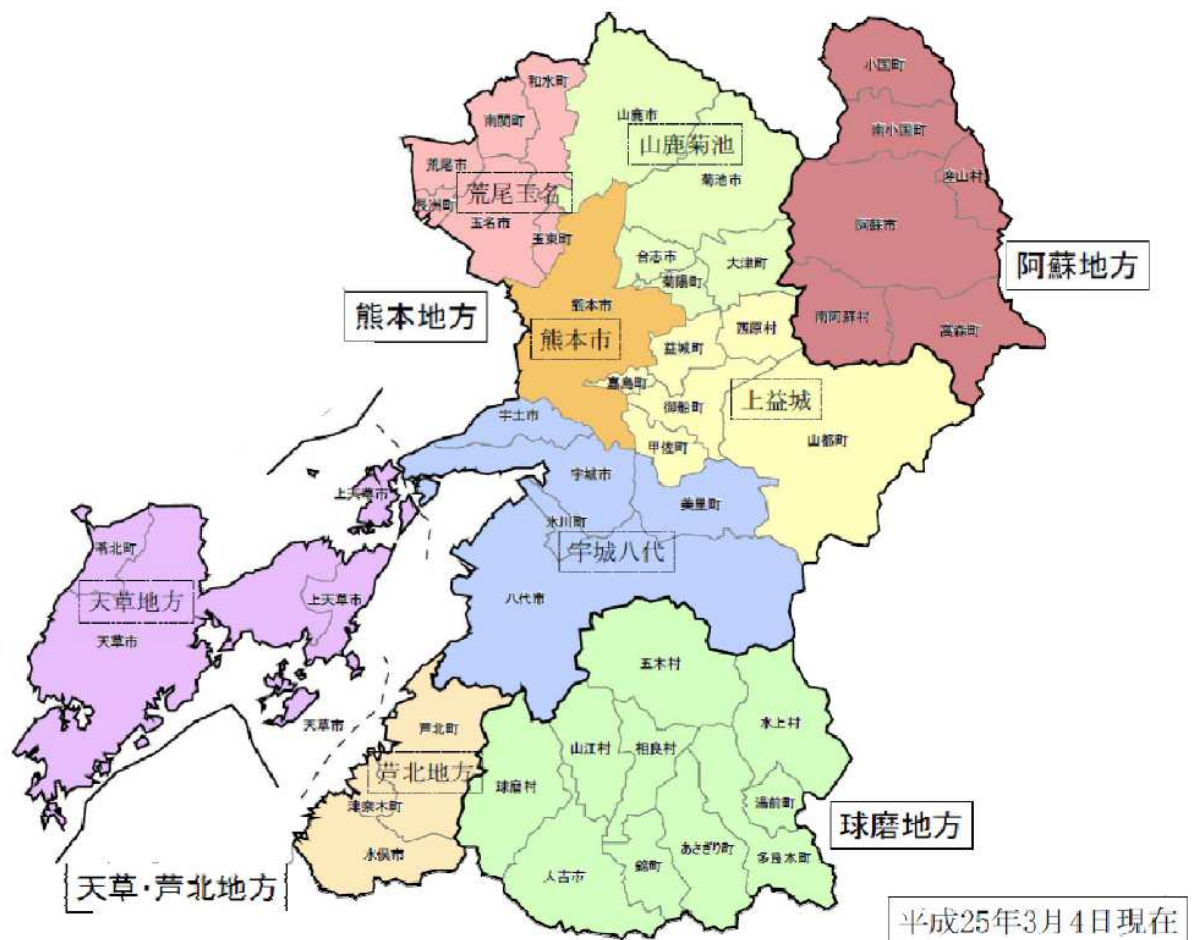 小国町
和水町
山鹿市
南関町
南小国町
山鹿菊池
荒尾市
菊池市
産山村
荒尾玉名
長洲町
玉名市
玉東町
阿蘇市
合志市
大津町
阿蘇地方
菊陽町
熊本地方
熊本市
南阿蘇村
高森町
西原村
熊本市
益城町
嘉島町
上益城
御船町
宇土市
山都町
甲佐町
宇城市
上天草市
美里町
氷川町
苓北町
宇城八代
上天草市
八代市
天草地方
天草市
五木村
天草市
芦北町
水上村
山江村
相良村
芦北地方
球磨村
湯前町
津奈木町
球磨地方
あさぎり町
水俣市
多良木町
錦町
人吉市
天草・芦北地方
平成25年3月4日現在